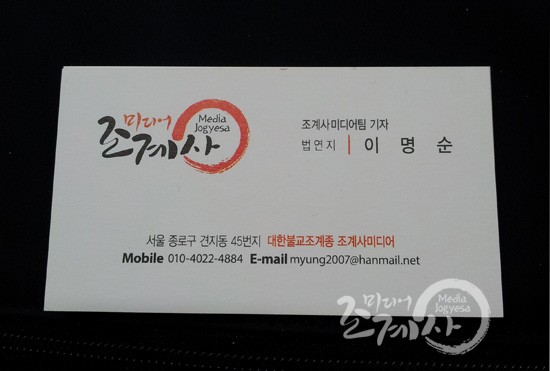 미디어
조계사
Media
Jogyesa
조계사미디어팀 기자
법연지 | 이 명 순
서울 종로구 견지동 45번지 대한불교조계종 조계사미디어
Mobile 010-4022-4884 E-mail myung2007@hanmail.net
미디어
조계사
Media
Jogyesa